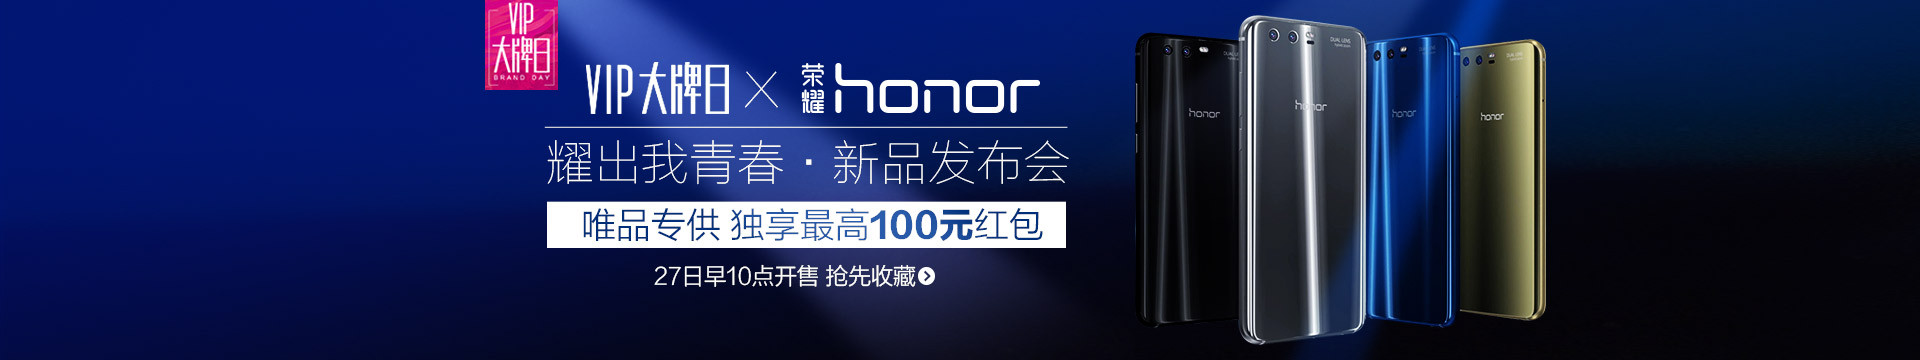 VIP
大牌日
BRAND DAY
VIP大牌日 × 荣耀 honor
耀出我青春·新品发布会
唯品专供 独享最高100元红包
27日早10点开售 抢先收藏
honor
honor
honor
honor
DUAL LENS